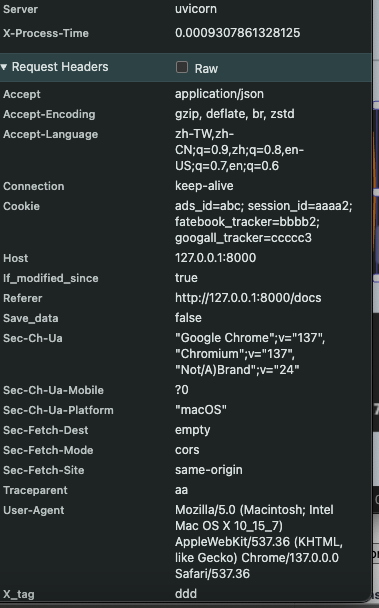 Server uvicorn
X-Process-Time 0.0009307861328125
Request Headers Raw
Accept application/json
Accept-Encoding gzip, deflate, br, zstd
Accept-Language zh-TW,zh-
CN;q=0.9,zh;q=0.8,en-
US;q=0.7,en;q=0.6
Connection keep-alive
Cookie ads_id=abc; session_id=aaaa2;
fatebook_tracker=bbbb2;
googall_tracker=ccccc3
Host 127.0.0.1:8000
If_modified_since true
Referer http://127.0.0.1:8000/docs
Save_data false
Sec-Ch-Ua "Google Chrome";v="137",
"Chromium";v="137",
"Not/A)Brand";v="24"
Sec-Ch-Ua-Mobile ?0
Sec-Ch-Ua-Platform "macOS"
Sec-Fetch-Dest empty
Sec-Fetch-Mode cors
Sec-Fetch-Site same-origin
Traceparent aa
User-Agent Mozilla/5.0 (Macintosh; Intel
Mac OS X 10_15_7)
AppleWebKit/537.36 (KHTML,
like Gecko) Chrome/137.0.0.0
Safari/537.36
X_tag ddd